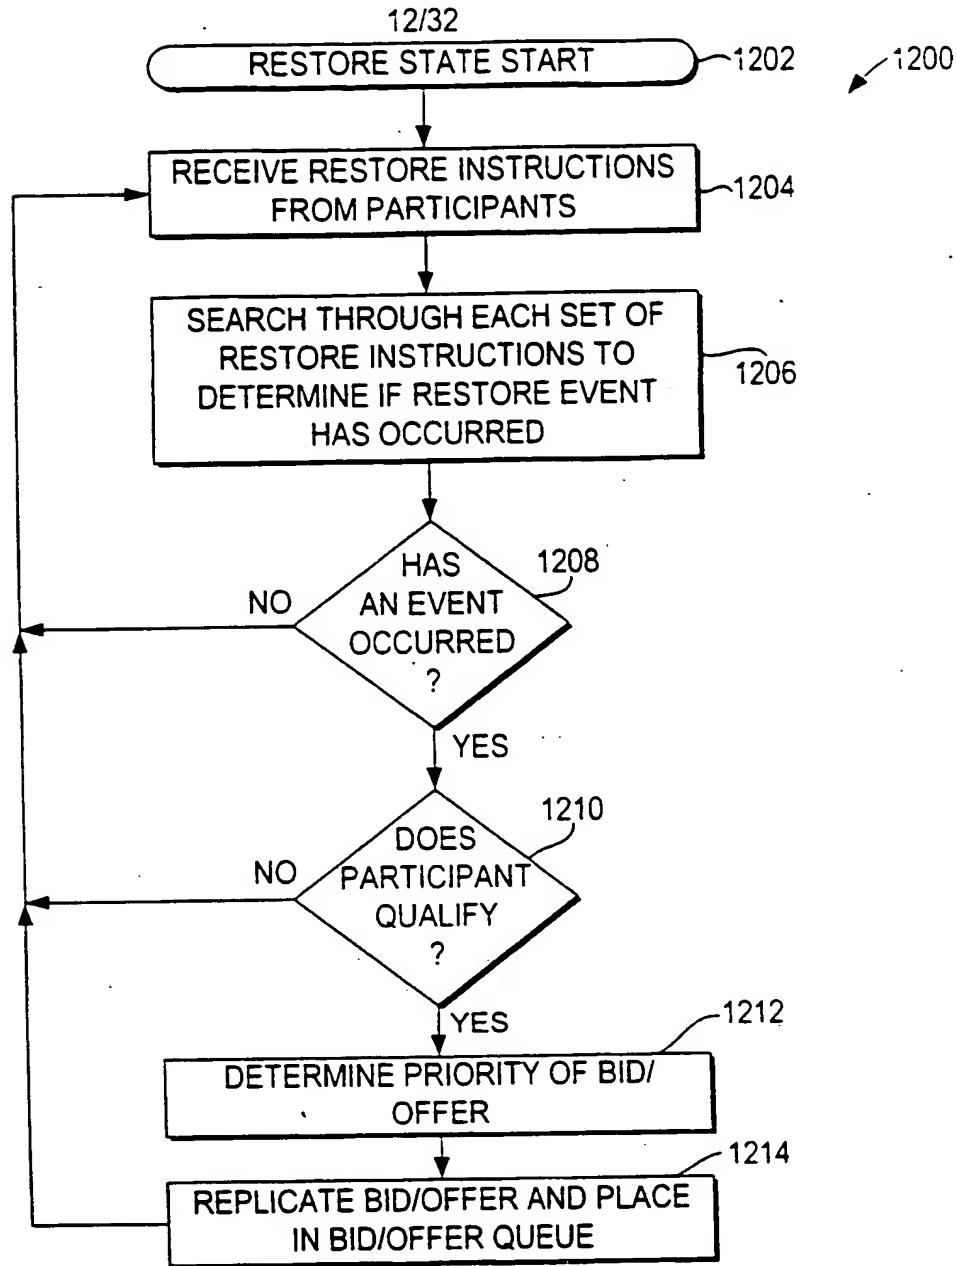 12/32
RESTORE STATE START
1202
1200
RECEIVE RESTORE INSTRUCTIONS
FROM PARTICIPANTS
1204
SEARCH THROUGH EACH SET OF
RESTORE INSTRUCTIONS TO
DETERMINE IF RESTORE EVENT
HAS OCCURRED
1206
HAS
AN EVENT
OCCURRED
?
1208
NO
YES
DOES
PARTICIPANT
QUALIFY
?
1210
NO
YES
1212
DETERMINE PRIORITY OF BID/
OFFER
1214
REPLICATE BID/OFFER AND PLACE
IN BID/OFFER QUEUE